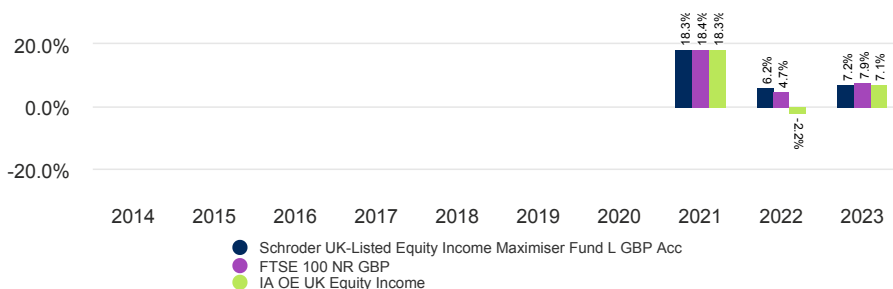 18.3% 18.4% 18.3%
20.0%
6.2% 4.7% -2.2%
7.2% 7.9% 7.1%
0.0%
-20.0%
2014 2015 2016 2017 2018 2019 2020 2021 2022 2023
Schroder UK-Listed Equity Income Maximiser Fund L GBP Acc
FTSE 100 NR GBP
IA OE UK Equity Income